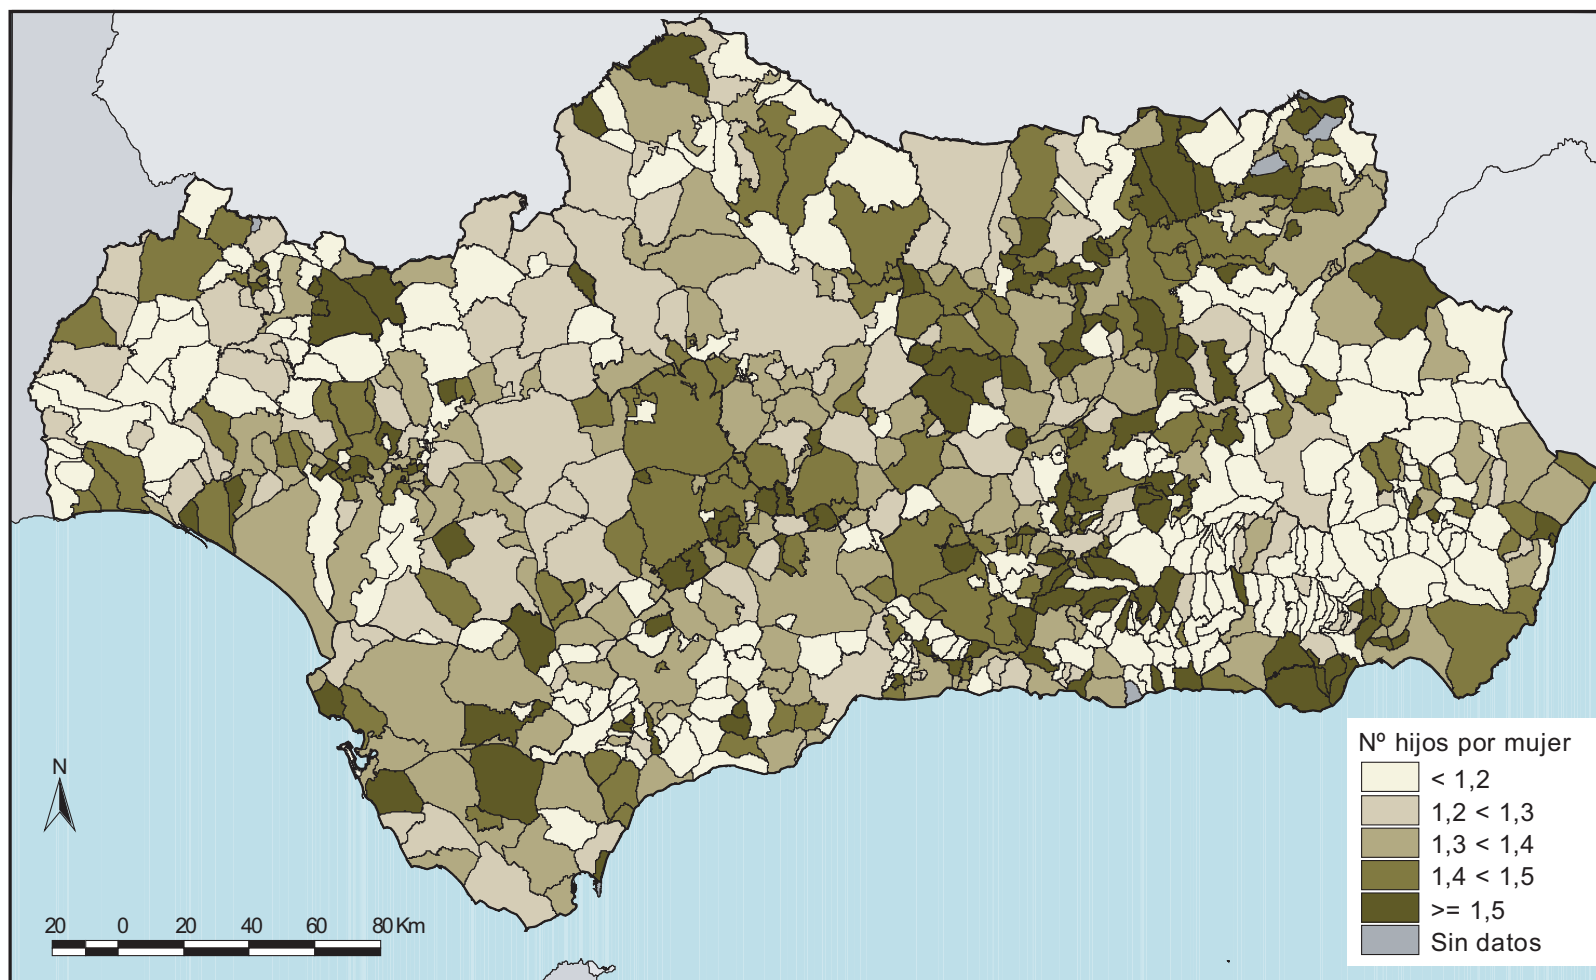 Nº hijos por mujer
< 1,2
1,2 < 1,3
1,3 < 1,4
1,4 < 1,5
>= 1,5
Sin datos
N
20 0 20 40 60 80 Km